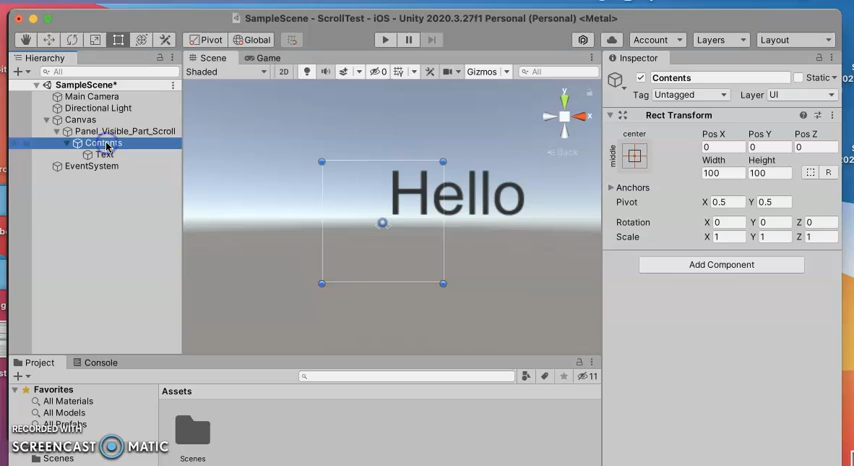 SampleScene - ScrollTest - iOS - Unity 2020.3.27f1 Personal (Personal) <Metal>
Pivot Global Account Layers Layout
Hierarchy
All
SampleScene*
Main Camera
Directional Light
Canvas
Panel_Visible_Part_Scroll
Contents
Text
EventSystem
Scene Game
Shaded 2D 0 Gizmos All
y
x
Back
Hello
Inspector
Contents Static
Tag Untagged Layer UI
Rect Transform
center Pos X Pos Y Pos Z
middle 0 0 0
Width Height
100 100 R
Anchors
Pivot X 0.5 Y 0.5
Rotation X 0 Y 0 Z 0
Scale X 1 Y 1 Z 1
Add Component
Project Console
11
Favorites
All Materials
All Models
All Prefabs
Scenes
Assets
Scenes
RECORDED WITH
SCREENCAST MATIC